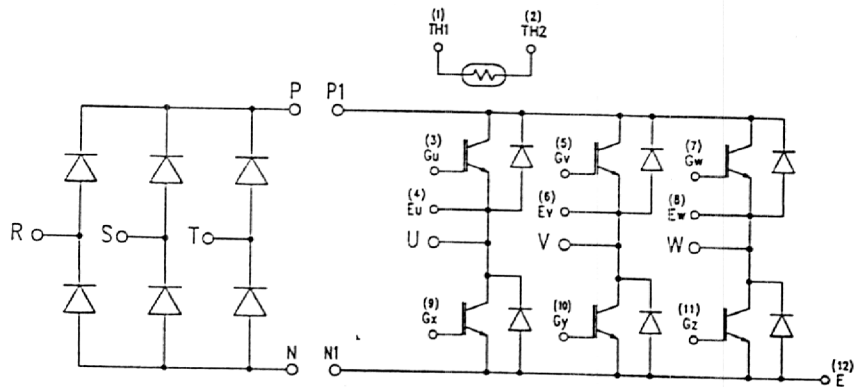 (1) (2)
TH1 TH2
P P1
(3) (5) (7)
Gu Gv Gw
(4) (6) (8)
Eu Ev Ew
R S T U V W
(9) (10) (11)
Gx Gy Gz
N N1 (12)
E